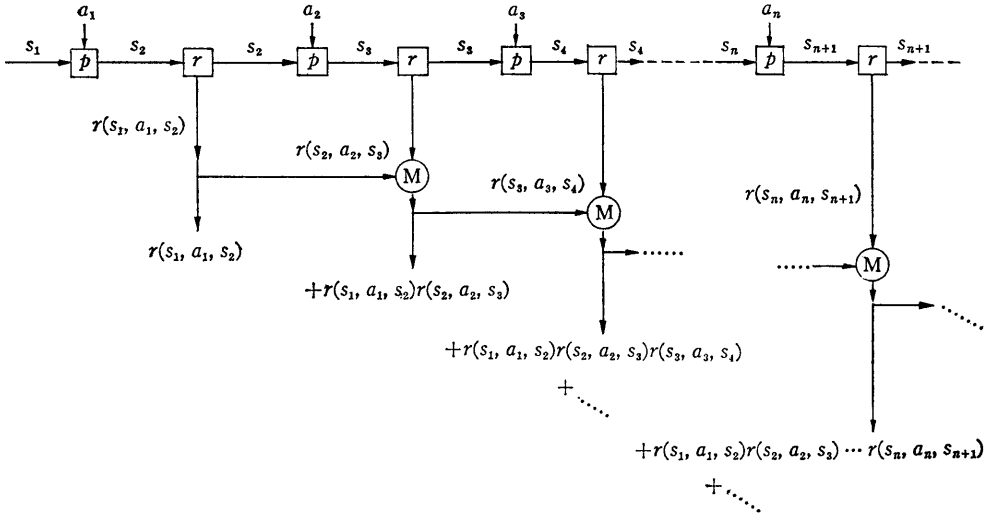 a₁ a₂ a₃ aₙ
s₁ p s₂ r s₂ p s₃ r s₃ p s₄ r s₄ sₙ p sₙ₊₁ r sₙ₊₁
r(s₁, a₁, s₂)
r(s₂, a₂, s₃) M
r(s₃, a₃, s₄) M
r(sₙ, aₙ, sₙ₊₁)
r(s₁, a₁, s₂)
...... ...... M
+r(s₁, a₁, s₂)r(s₂, a₂, s₃)
......
+r(s₁, a₁, s₂)r(s₂, a₂, s₃)r(s₃, a₃, s₄)
+......
+r(s₁, a₁, s₂)r(s₂, a₂, s₃) ··· r(sₙ, aₙ, sₙ₊₁)
+......